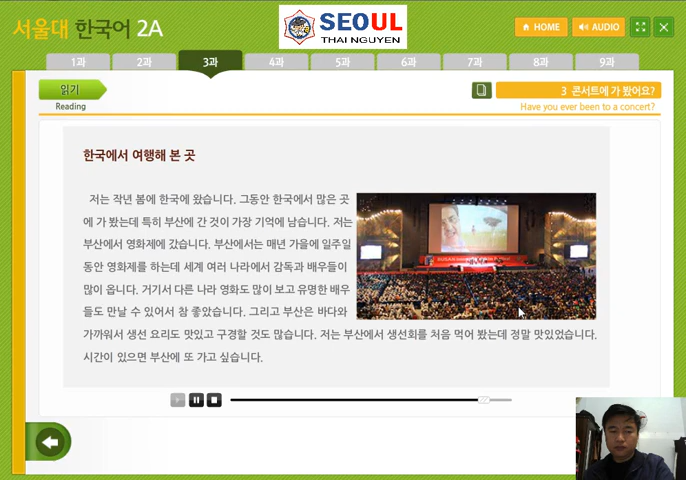 서울대 한국어 2A
SEOUL
THAI NGUYEN
HOME
AUDIO
1과
2과
3과
4과
5과
6과
7과
8과
9과
읽기
Reading
3 콘서트에 가 봤어요?
Have you ever been to a concert?
한국에서 여행해 본 곳
저는 작년 봄에 한국에 왔습니다. 그동안 한국에서 많은 곳
에 가 봤는데 특히 부산에 간 것이 가장 기억에 남습니다. 저는
부산에서 영화제에 갔습니다. 부산에서는 매년 가을에 일주일
동안 영화제를 하는데 세계 여러 나라에서 감독과 배우들이
많이 옵니다. 거기서 다른 나라 영화도 많이 보고 유명한 배우
들도 만날 수 있어서 참 좋았습니다. 그리고 부산은 바다와
가까워서 생선 요리도 맛있고 구경할 것도 많습니다. 저는 부산에서 생선회를 처음 먹어 봤는데 정말 맛있었습니다.
시간이 있으면 부산에 또 가고 싶습니다.